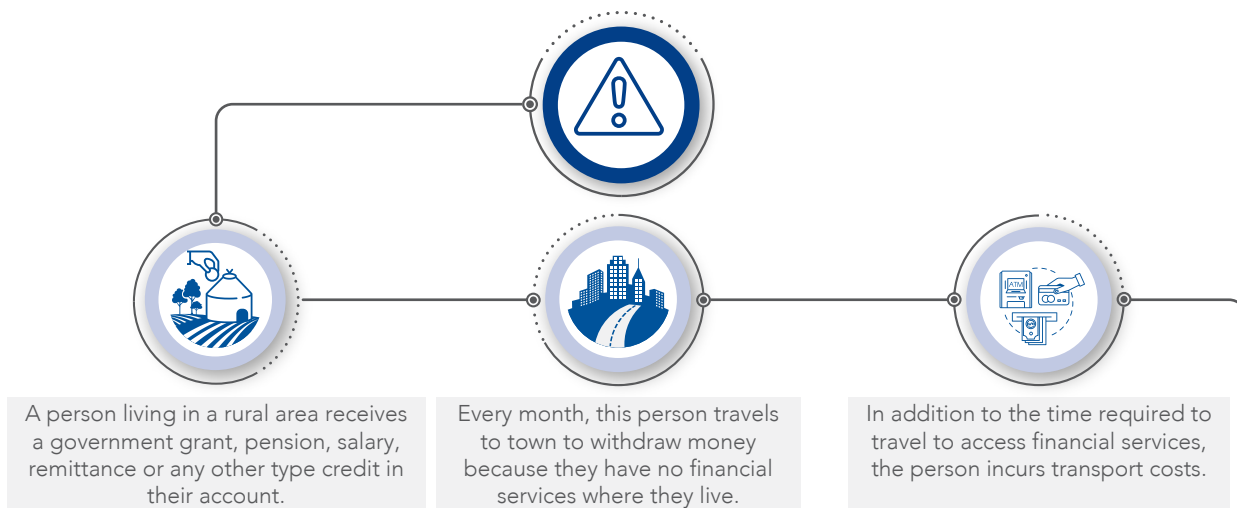 ATM
A person living in a rural area receives
a government grant, pension, salary,
remittance or any other type credit in
their account.
Every month, this person travels
to town to withdraw money
because they have no financial
services where they live.
In addition to the time required to
travel to access financial services,
the person incurs transport costs.